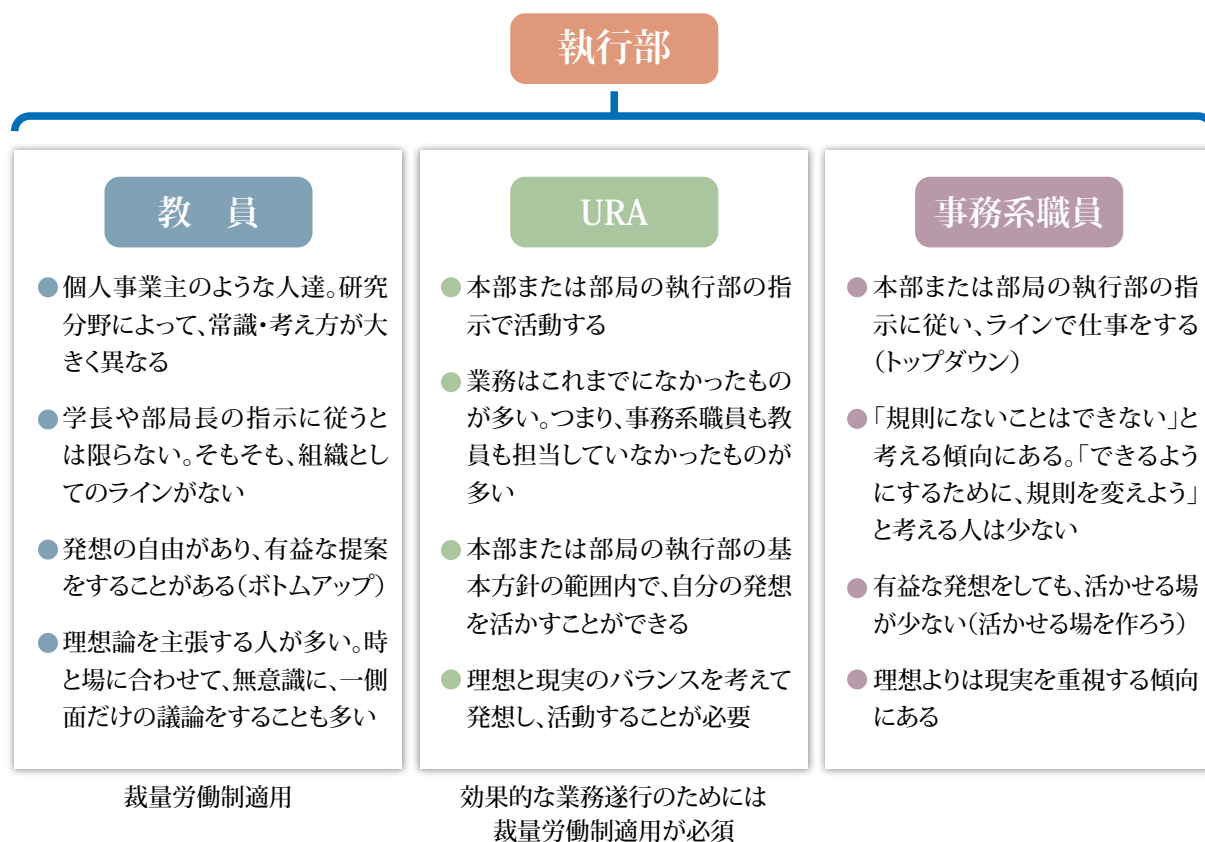 執行部
教　員
●個人事業主のような人達。研究
分野によって、常識・考え方が大
きく異なる
●学長や部局長の指示に従うと
は限らない。そもそも、組織とし
てのラインがない
●発想の自由があり、有益な提案
をすることがある（ボトムアップ）
●理想論を主張する人が多い。時
と場に合わせて、無意識に、一側
面だけの議論をすることも多い
裁量労働制適用
URA
●本部または部局の執行部の指
示で活動する
●業務はこれまでになかったもの
が多い。つまり、事務系職員も教
員も担当していなかったものが
多い
●本部または部局の執行部の基
本方針の範囲内で、自分の発想
を活かすことができる
●理想と現実のバランスを考えて
発想し、活動することが必要
効果的な業務遂行のためには
裁量労働制適用が必須
事務系職員
●本部または部局の執行部の指
示に従い、ラインで仕事をする
（トップダウン）
●「規則にないことはできない」と
考える傾向にある。「できるよう
にするために、規則を変えよう」
と考える人は少ない
●有益な発想をしても、活かせる場
が少ない（活かせる場を作ろう）
●理想よりは現実を重視する傾向
にある